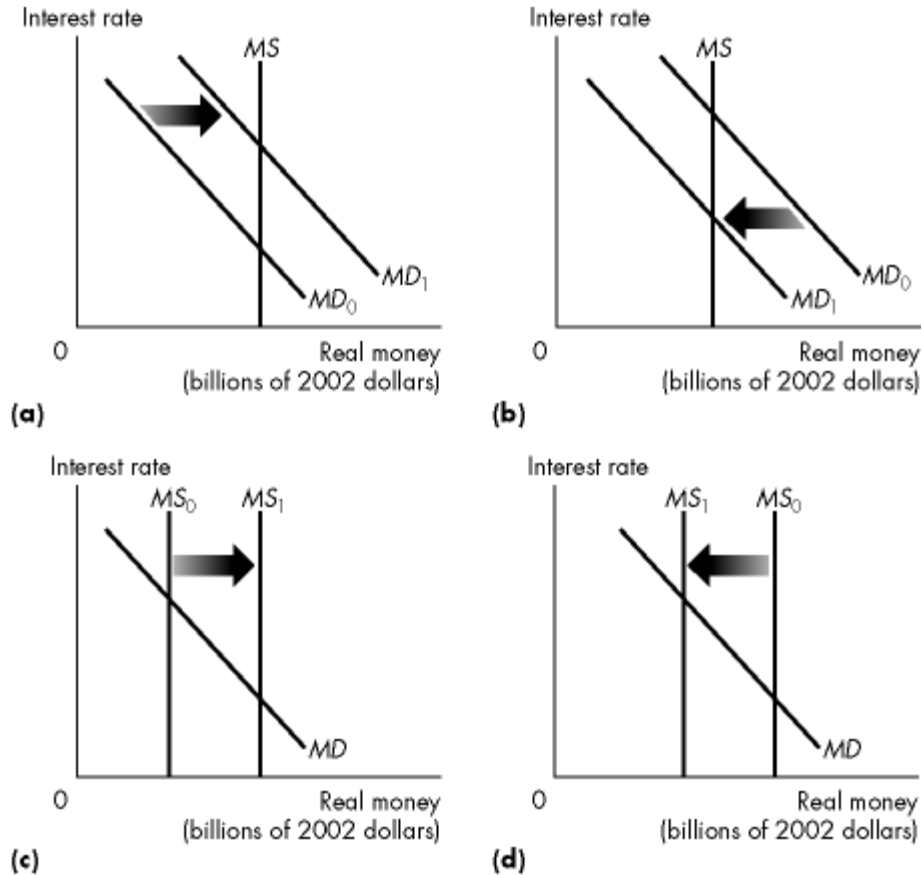 Interest rate
MS
MD₁
MD₀
0
Real money
(billions of 2002 dollars)
(a)
Interest rate
MS
MD₀
MD₁
0
Real money
(billions of 2002 dollars)
(b)
Interest rate
MS₀
MS₁
MD
0
Real money
(billions of 2002 dollars)
(c)
Interest rate
MS₁
MS₀
MD
0
Real money
(billions of 2002 dollars)
(d)